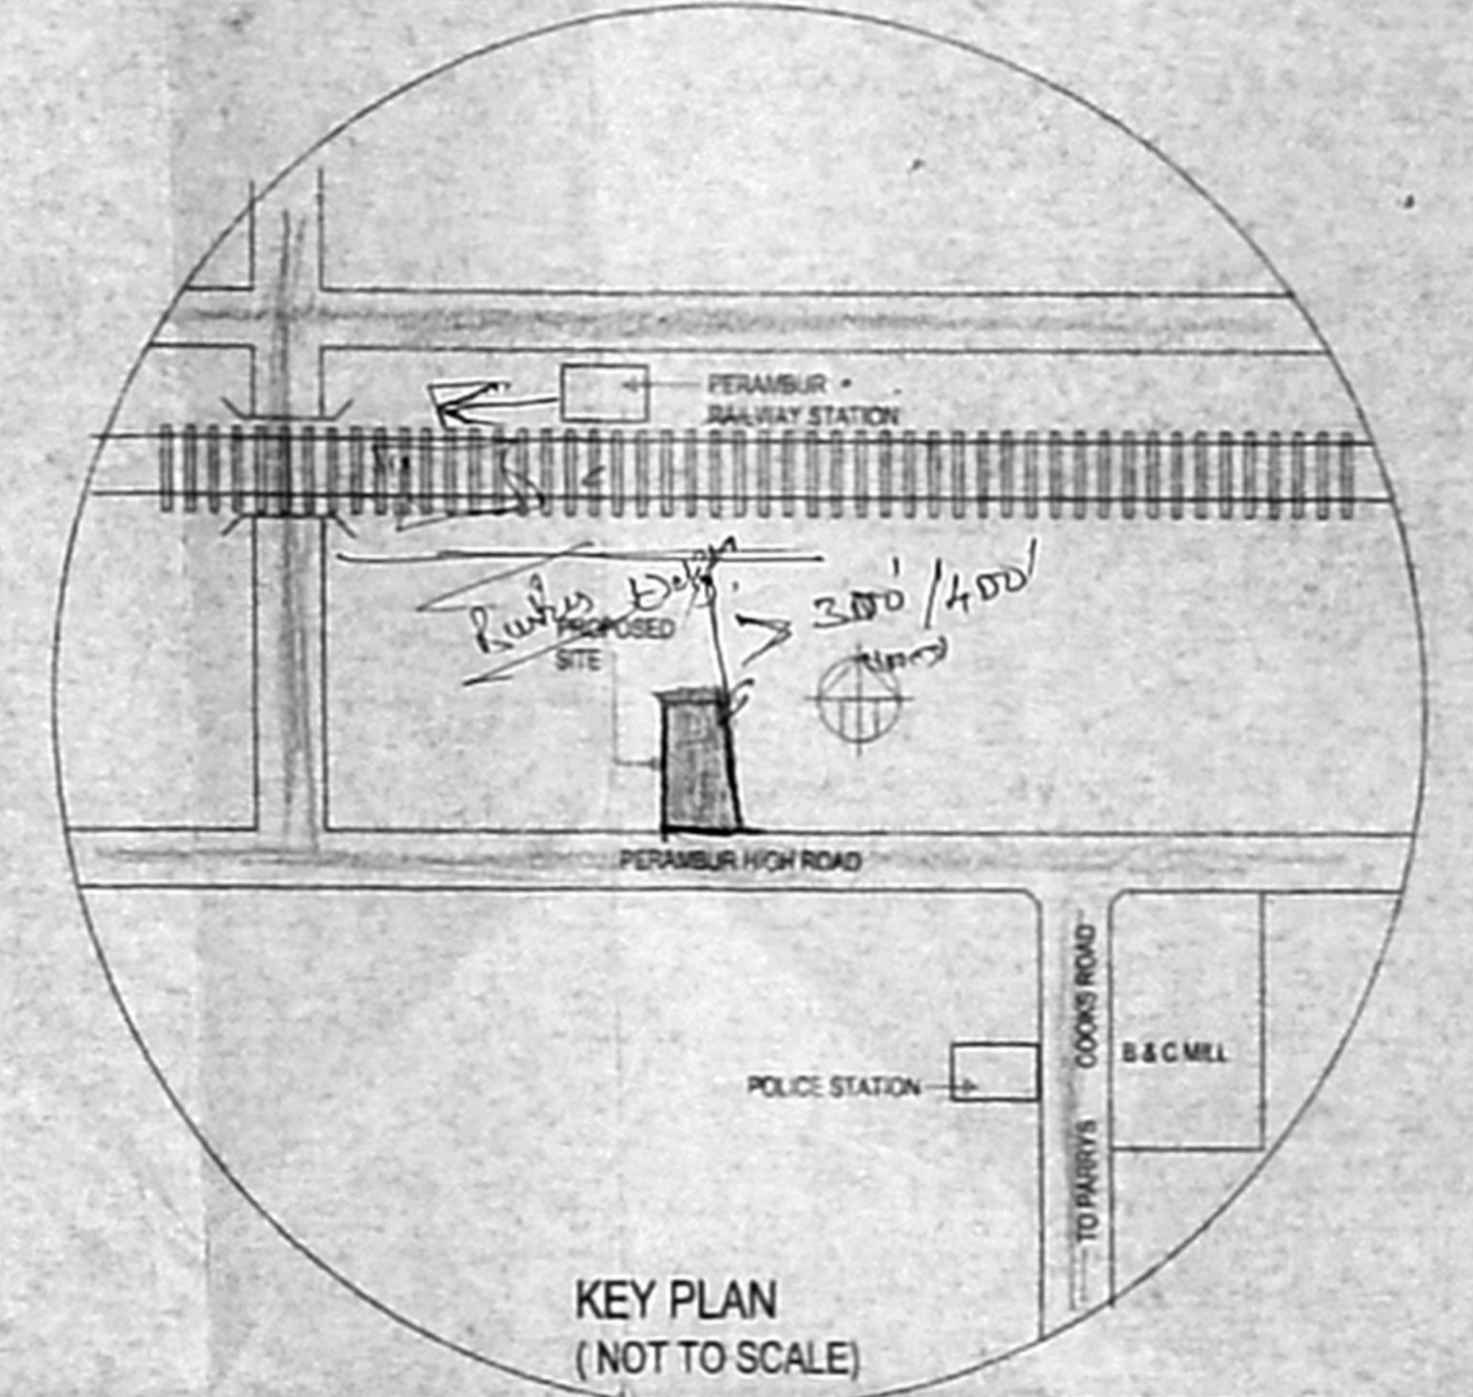 PERAMBUR
RAILWAY STATION
300' / 400'
PROPOSED
SITE
PERAMBUR HIGH ROAD
COOKS ROAD
B & C MILL
POLICE STATION
TO PARRYS
KEY PLAN
( NOT TO SCALE)